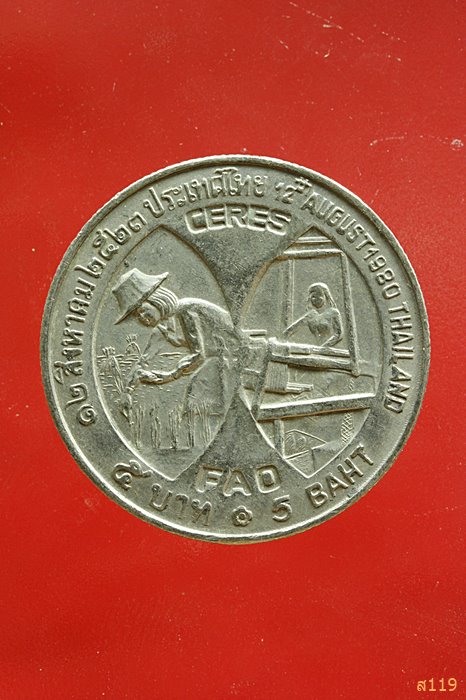 ๑๒ สิงหาคม ๒๕๒๓ ประเทศไทย 12TH AUGUST 1980 THAILAND
CERES
FAO
๕ บาท 5 BAHT
ส119